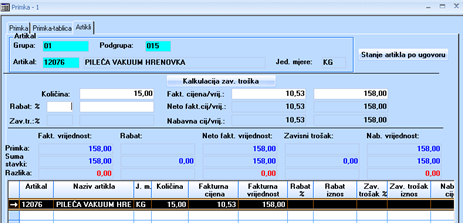 Primka - 1
Primka Primka-tablica Artikli
Artikal
Grupa: 01 Podgrupa: 015
Artikal: 12076 PILEĆA VAKUUM HRENOVKA Jed. mjere: KG
Stanje artikla po ugovoru
Kalkulacija zav. troška
Količina: 15,00 Fakt. cijena/vrij.: 10,53 158,00
Rabat: % Neto fakt.cij/vrij.: 10,53 158,00
Zav.tr.: % Nabavna cij/vrij.: 10,53 158,00
Fakt. vrijednost: Rabat: Neto fakt. vrijednost: Zavisni trošak: Nab. vrijednost:
Primka: 158,00 158,00 158,00
Suma stavki: 158,00 0,00 158,00 0,00 158,00
Razlika: 0,00 0,00 0,00
Artikal Naziv artikla J. m. Količina Fakturna cijena Fakturna vrijednost Rabat % Rabat iznos Zav. trošak % Zav. trošak iznos Nab cij
12076 PILEĆA VAKUUM HRE KG 15,00 10,53 158,00